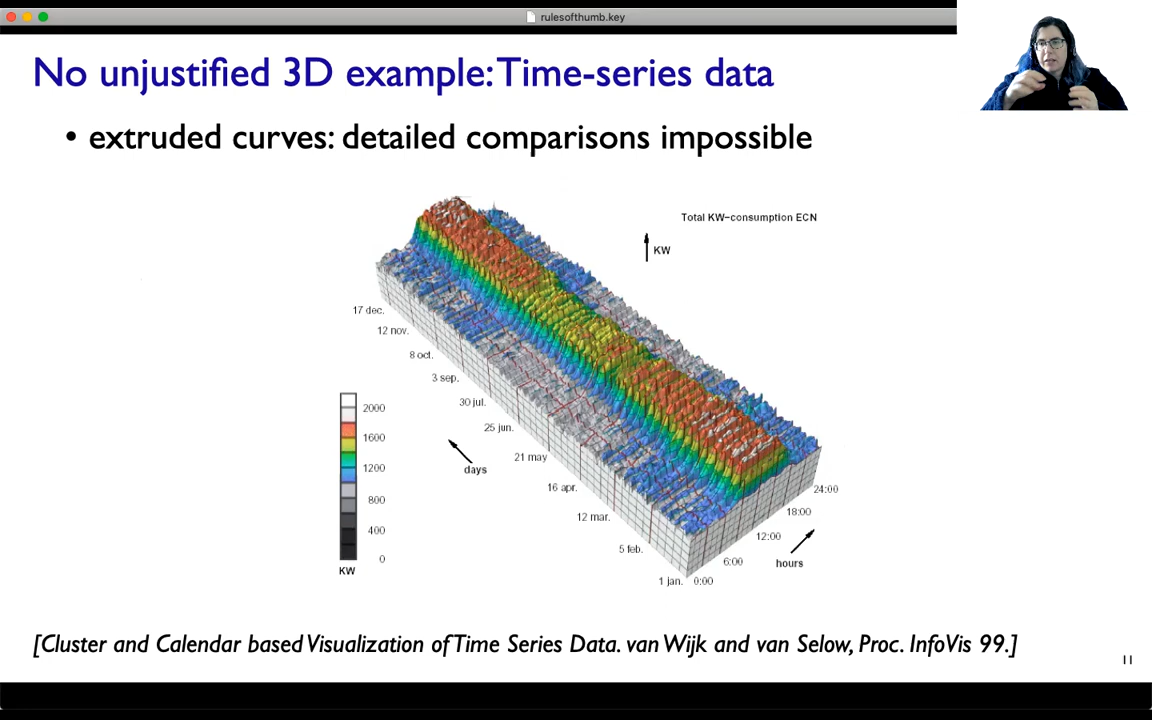 rulesofthumb.key
No unjustified 3D example: Time-series data
• extruded curves: detailed comparisons impossible
Total KW-consumption ECN
KW
17 dec.
12 nov.
8 oct.
3 sep.
30 jul.
25 jun.
21 may
16 apr.
12 mar.
5 feb.
1 jan.
days
0:00
6:00
12:00
18:00
24:00
hours
2000
1600
1200
800
400
0
KW
[Cluster and Calendar based Visualization of Time Series Data. van Wijk and van Selow, Proc. InfoVis 99.]
11